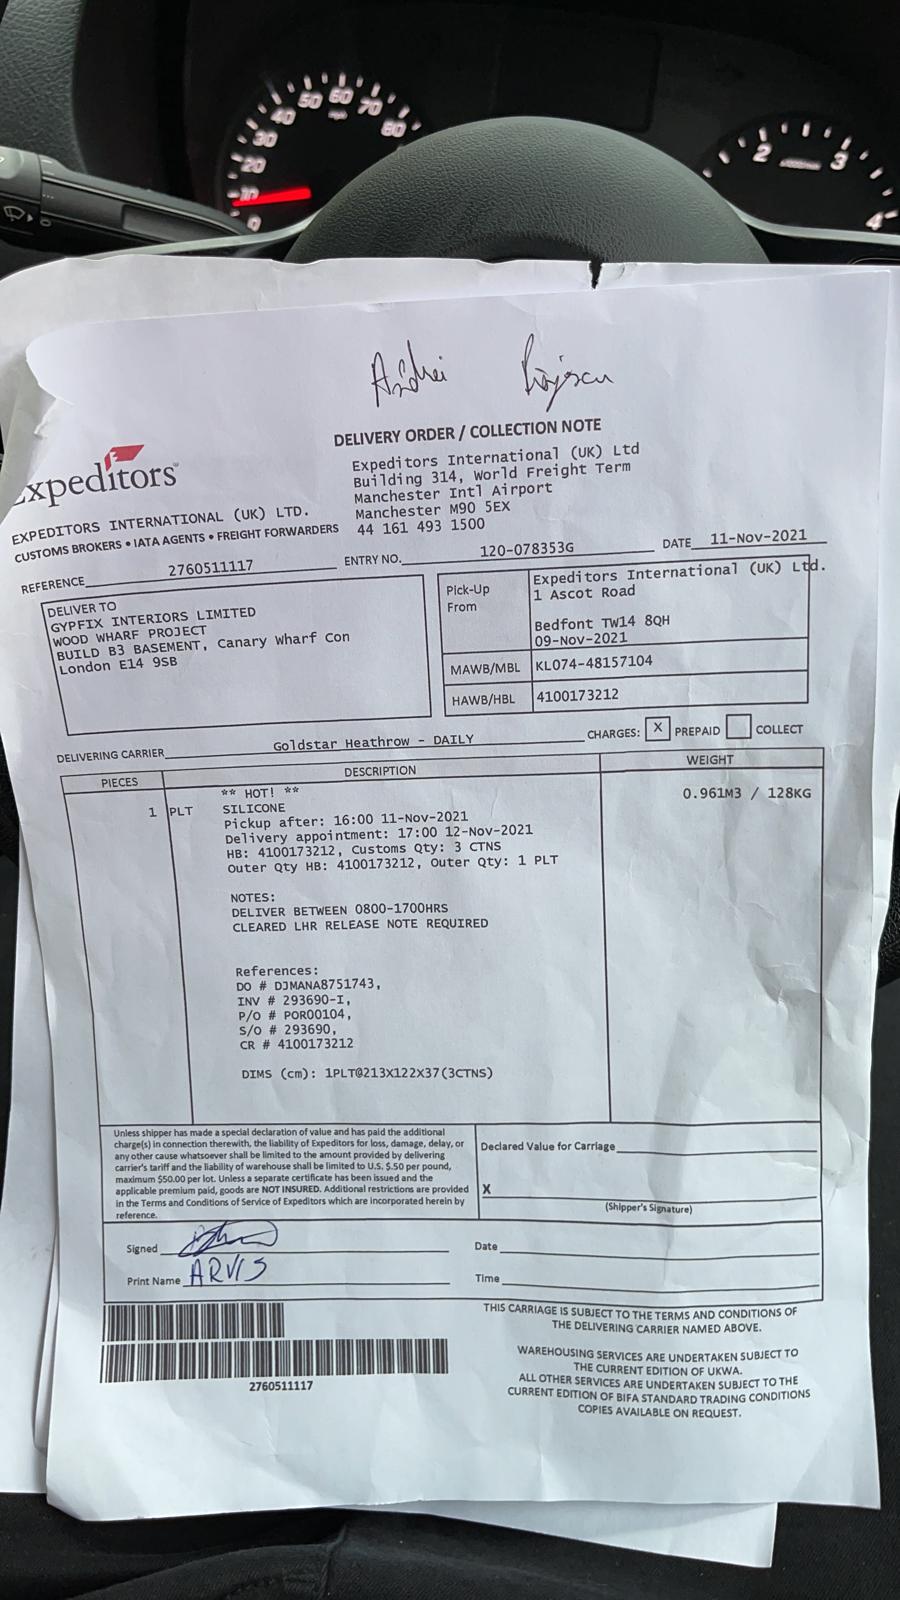 0 10 20 30 40 50 60 70 80
mph
2 3 4
Andrei
DELIVERY ORDER / COLLECTION NOTE
Expeditors International (UK) Ltd
Building 314, World Freight Term
Manchester Intl Airport
Manchester M90 5EX
44 161 493 1500
xpeditors
EXPEDITORS INTERNATIONAL (UK) LTD.
CUSTOMS BROKERS • IATA AGENTS • FREIGHT FORWARDERS
REFERENCE 2760511117 ENTRY NO. 120-078353G DATE 11-Nov-2021
DELIVER TO
GYPFIX INTERIORS LIMITED
WOOD WHARF PROJECT
BUILD B3 BASEMENT, Canary Wharf Con
London E14 9SB
Pick-Up From
Expeditors International (UK) Ltd.
1 Ascot Road
Bedfont TW14 8QH
09-Nov-2021
MAWB/MBL KL074-48157104
HAWB/HBL 4100173212
DELIVERING CARRIER Goldstar Heathrow - DAILY CHARGES: X PREPAID COLLECT
PIECES DESCRIPTION WEIGHT
** HOT! **
1 PLT SILICONE 0.961M3 / 128KG
Pickup after: 16:00 11-Nov-2021
Delivery appointment: 17:00 12-Nov-2021
HB: 4100173212, Customs Qty: 3 CTNS
Outer Qty HB: 4100173212, Outer Qty: 1 PLT
NOTES:
DELIVER BETWEEN 0800-1700HRS
CLEARED LHR RELEASE NOTE REQUIRED
References:
DO # DJMANA8751743,
INV # 293690-I,
P/O # POR00104,
S/O # 293690,
CR # 4100173212
DIMS (cm): 1PLT@213X122X37(3CTNS)
Unless shipper has made a special declaration of value and has paid the additional
charge(s) in connection therewith, the liability of Expeditors for loss, damage, delay, or
any other cause whatsoever shall be limited to the amount provided by delivering
carrier's tariff and the liability of warehouse shall be limited to U.S. $.50 per pound,
maximum $50.00 per lot. Unless a separate certificate has been issued and the
applicable premium paid, goods are NOT INSURED. Additional restrictions are provided
in the Terms and Conditions of Service of Expeditors which are incorporated herein by
reference.
Declared Value for Carriage
X
(Shipper's Signature)
Signed
Date
Print Name ARVIS
Time
2760511117
THIS CARRIAGE IS SUBJECT TO THE TERMS AND CONDITIONS OF
THE DELIVERING CARRIER NAMED ABOVE.
WAREHOUSING SERVICES ARE UNDERTAKEN SUBJECT TO
THE CURRENT EDITION OF UKWA.
ALL OTHER SERVICES ARE UNDERTAKEN SUBJECT TO THE
CURRENT EDITION OF BIFA STANDARD TRADING CONDITIONS
COPIES AVAILABLE ON REQUEST.